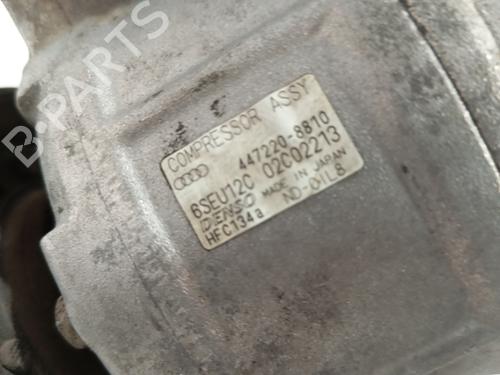 B-PARTS
COMPRESSOR ASSY
447220-8810
6SEU12C 02C02213
DENSO MADE IN JAPAN
HFC134a ND-OIL8